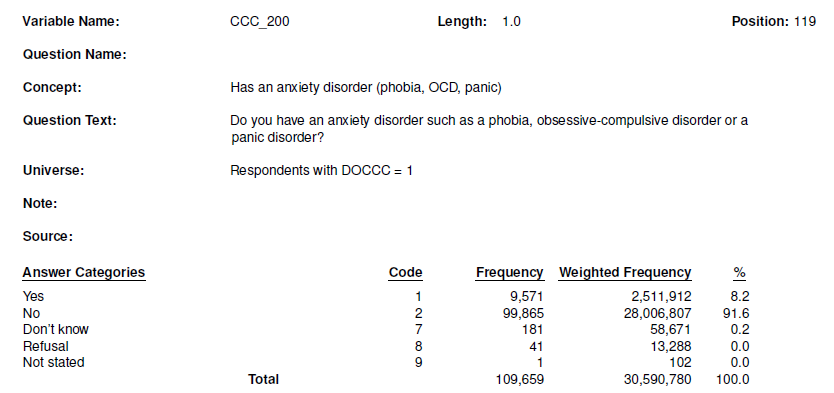 Variable Name: CCC_200 Length: 1.0 Position: 119
Question Name:
Concept: Has an anxiety disorder (phobia, OCD, panic)
Question Text: Do you have an anxiety disorder such as a phobia, obsessive-compulsive disorder or a
panic disorder?
Universe: Respondents with DOCCC = 1
Note:
Source:
Answer Categories Code Frequency Weighted Frequency %
Yes 1 9,571 2,511,912 8.2
No 2 99,865 28,006,807 91.6
Don't know 7 181 58,671 0.2
Refusal 8 41 13,288 0.0
Not stated 9 1 102 0.0
Total 109,659 30,590,780 100.0